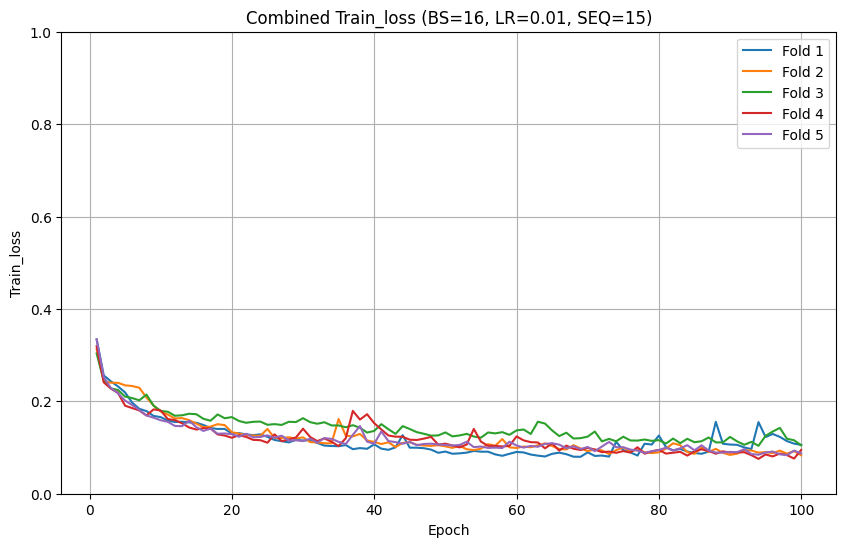 Combined Train_loss (BS=16, LR=0.01, SEQ=15)
1.0
0.8
0.6
0.4
0.2
0.0
Train_loss
Fold 1
Fold 2
Fold 3
Fold 4
Fold 5
0 20 40 60 80 100
Epoch